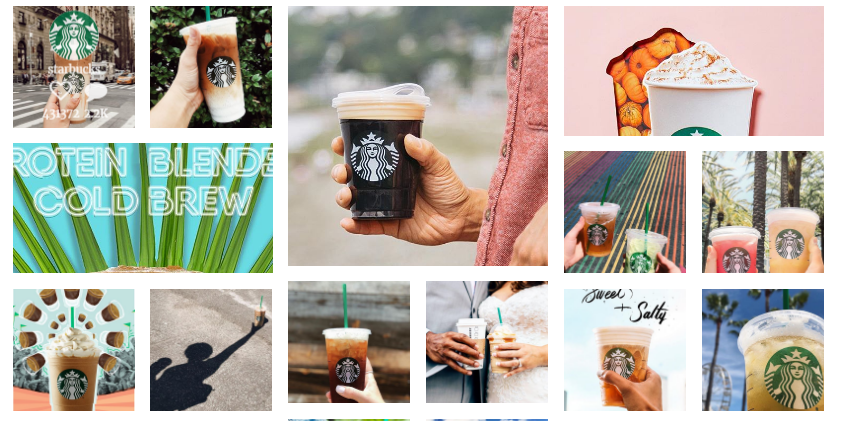 starbucks
431372 2.2K
ROTEIN BLENDE
COLD BREW
Sweet
+ Salty